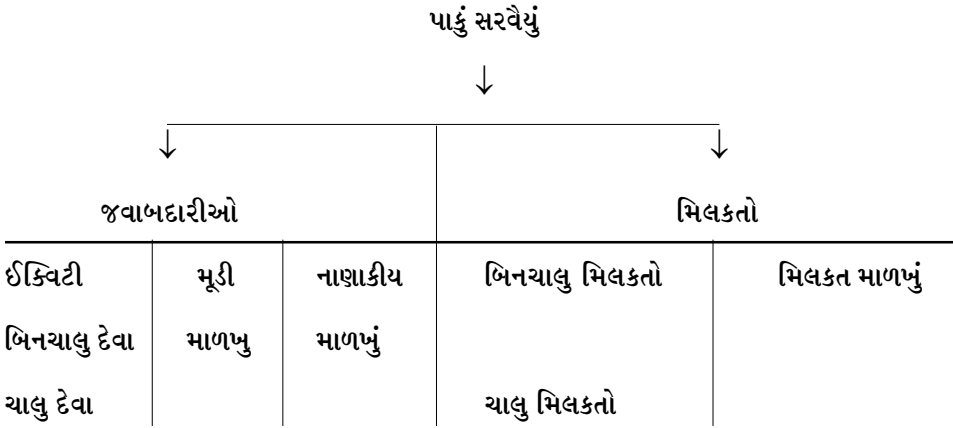 પાકું સરવૈયું
↓
↓ ↓
જવાબદારીઓ મિલકતો
ઈક્વિટી મૂડી નાણાકીય બિનચાલુ મિલકતો મિલકત માળખું
બિનચાલુ દેવા માળખુ માળખું
ચાલુ દેવા ચાલુ મિલકતો